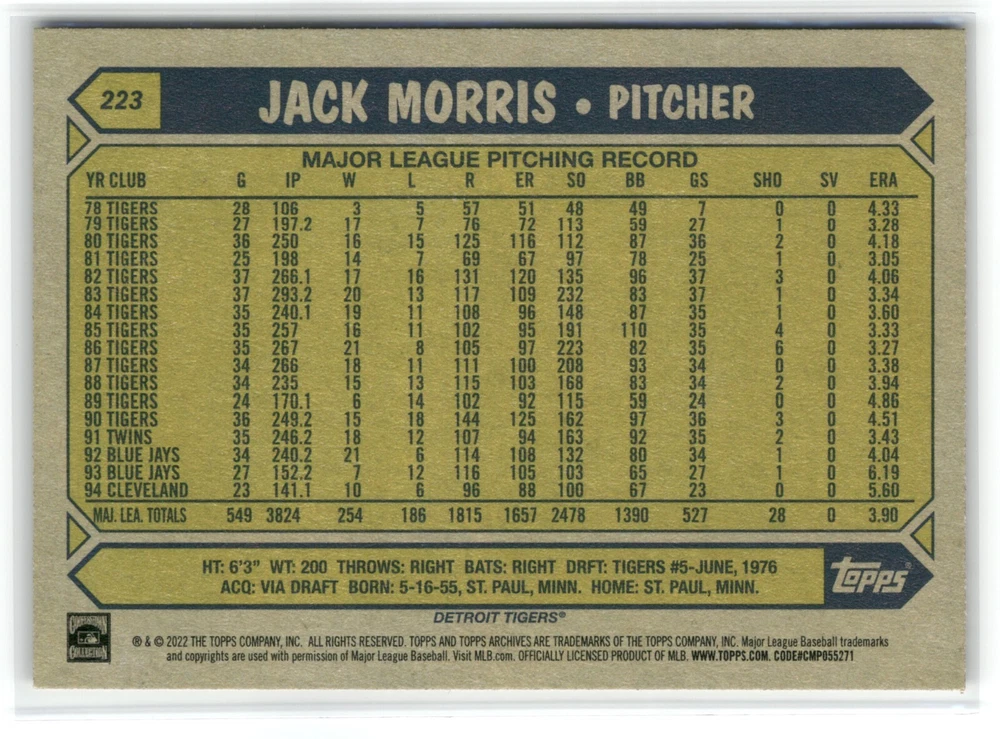 223 JACK MORRIS • PITCHER
MAJOR LEAGUE PITCHING RECORD
YR CLUB G IP W L R ER SO BB GS SHO SV ERA
78 TIGERS 28 106 3 5 57 51 48 49 7 0 0 4.33
79 TIGERS 27 197.2 17 7 76 72 113 59 27 1 0 3.28
80 TIGERS 36 250 16 15 125 116 112 87 36 2 0 4.18
81 TIGERS 25 198 14 7 69 67 97 78 25 1 0 3.05
82 TIGERS 37 266.1 17 16 131 120 135 96 37 3 0 4.06
83 TIGERS 37 293.2 20 13 117 109 232 83 37 1 0 3.34
84 TIGERS 35 240.1 19 11 108 96 148 87 35 1 0 3.60
85 TIGERS 35 257 16 11 102 95 191 110 35 4 0 3.33
86 TIGERS 35 267 21 8 105 97 223 82 35 6 0 3.27
87 TIGERS 34 266 18 11 111 100 208 93 34 0 0 3.38
88 TIGERS 34 235 15 13 115 103 168 83 34 2 0 3.94
89 TIGERS 24 170.1 6 14 102 92 115 59 24 0 0 4.86
90 TIGERS 36 249.2 15 18 144 125 162 97 36 3 0 4.51
91 TWINS 35 246.2 18 12 107 94 163 92 35 2 0 3.43
92 BLUE JAYS 34 240.2 21 6 114 108 132 80 34 1 0 4.04
93 BLUE JAYS 27 152.2 7 12 116 105 103 65 27 1 0 6.19
94 CLEVELAND 23 141.1 10 6 96 88 100 67 23 0 0 5.60
MAJ. LEA. TOTALS 549 3824 254 186 1815 1657 2478 1390 527 28 0 3.90
HT: 6'3" WT: 200 THROWS: RIGHT BATS: RIGHT DRFT: TIGERS #5-JUNE, 1976
ACQ: VIA DRAFT BORN: 5-16-55, ST. PAUL, MINN. HOME: ST. PAUL, MINN.
Topps®
DETROIT TIGERS®
COOPERSTOWN
COLLECTION
® & © 2022 THE TOPPS COMPANY, INC. ALL RIGHTS RESERVED. TOPPS AND TOPPS ARCHIVES ARE TRADEMARKS OF THE TOPPS COMPANY, INC. Major League Baseball trademarks
and copyrights are used with permission of Major League Baseball. Visit MLB.com. OFFICIALLY LICENSED PRODUCT OF MLB. WWW.TOPPS.COM. CODE#CMP055271